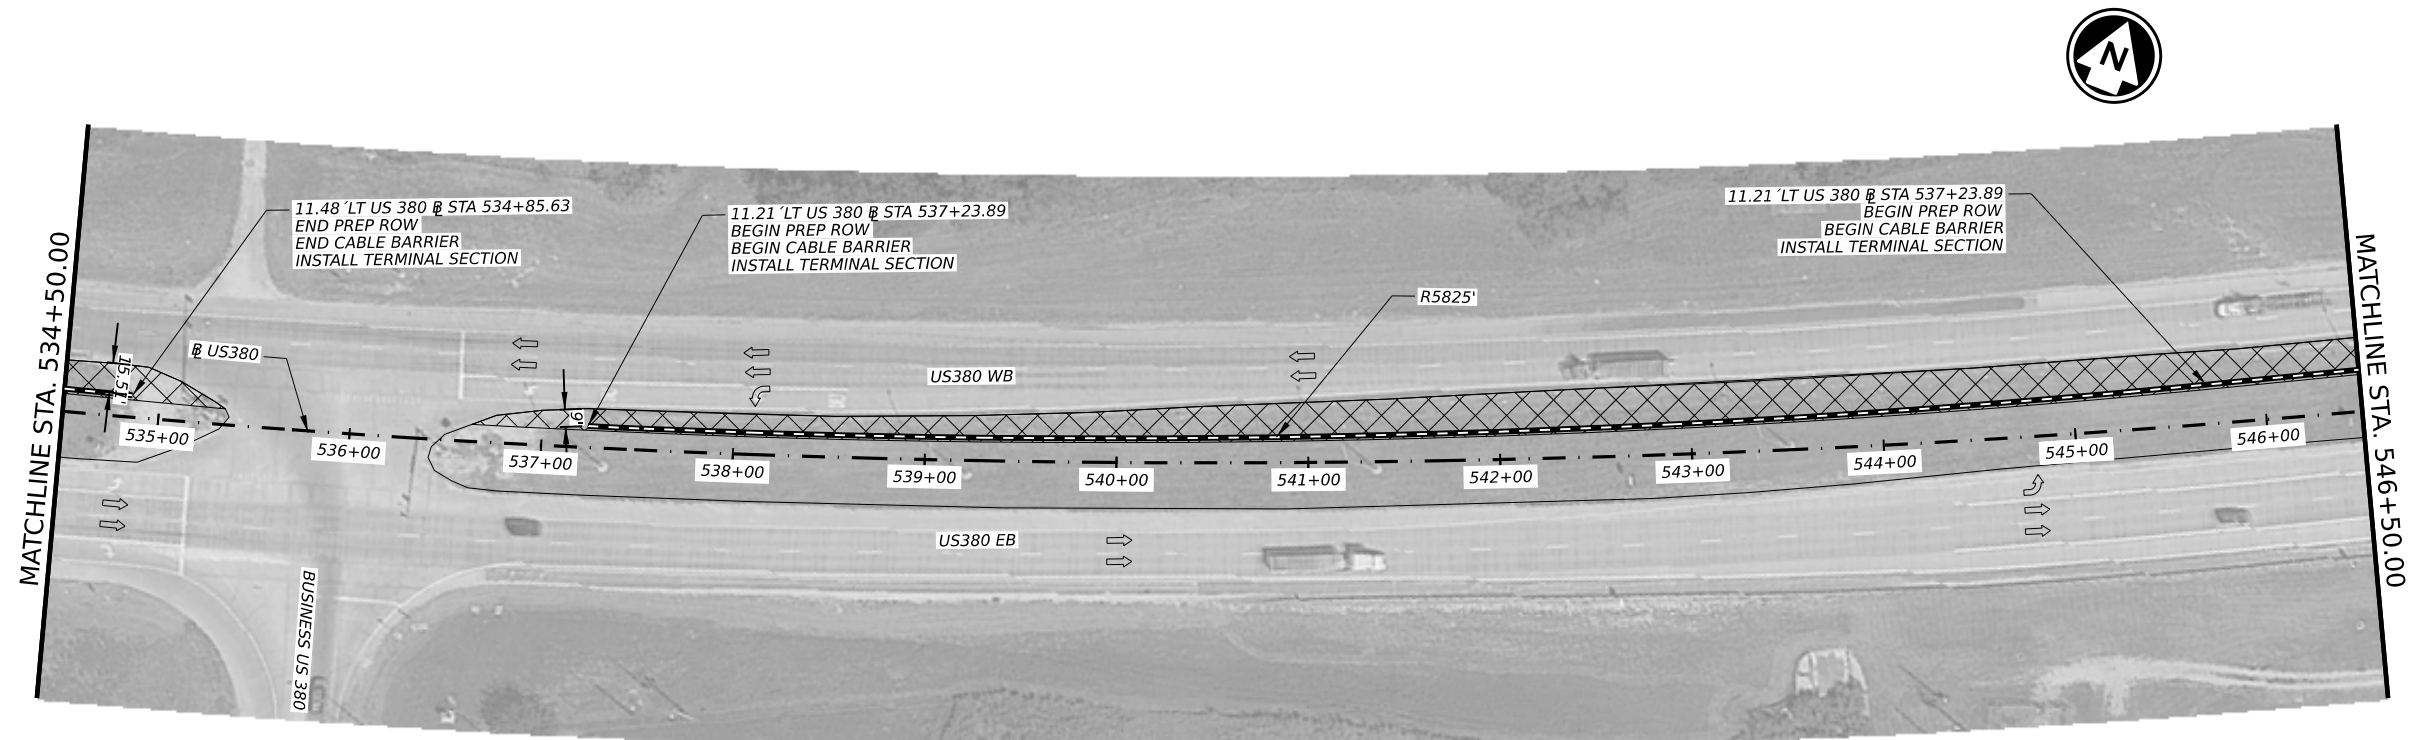 N
11.48´LT US 380 ⅊ STA 534+85.63
END PREP ROW
END CABLE BARRIER
INSTALL TERMINAL SECTION
11.21´LT US 380 ⅊ STA 537+23.89
BEGIN PREP ROW
BEGIN CABLE BARRIER
INSTALL TERMINAL SECTION
11.21´LT US 380 ⅊ STA 537+23.89
BEGIN PREP ROW
BEGIN CABLE BARRIER
INSTALL TERMINAL SECTION
MATCHLINE STA. 534+50.00
MATCHLINE STA. 546+50.00
R5825'
⅊ US380
15.51'
9'
US380 WB
535+00
536+00
537+00
538+00
539+00
540+00
541+00
542+00
543+00
544+00
545+00
546+00
US380 EB
BUSINESS US 380